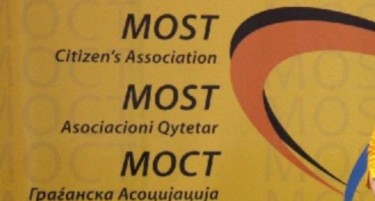 MOST
Citizen's Association
MOST
Asociacioni Qytetar
МОСТ
Граѓанска Асоцијација